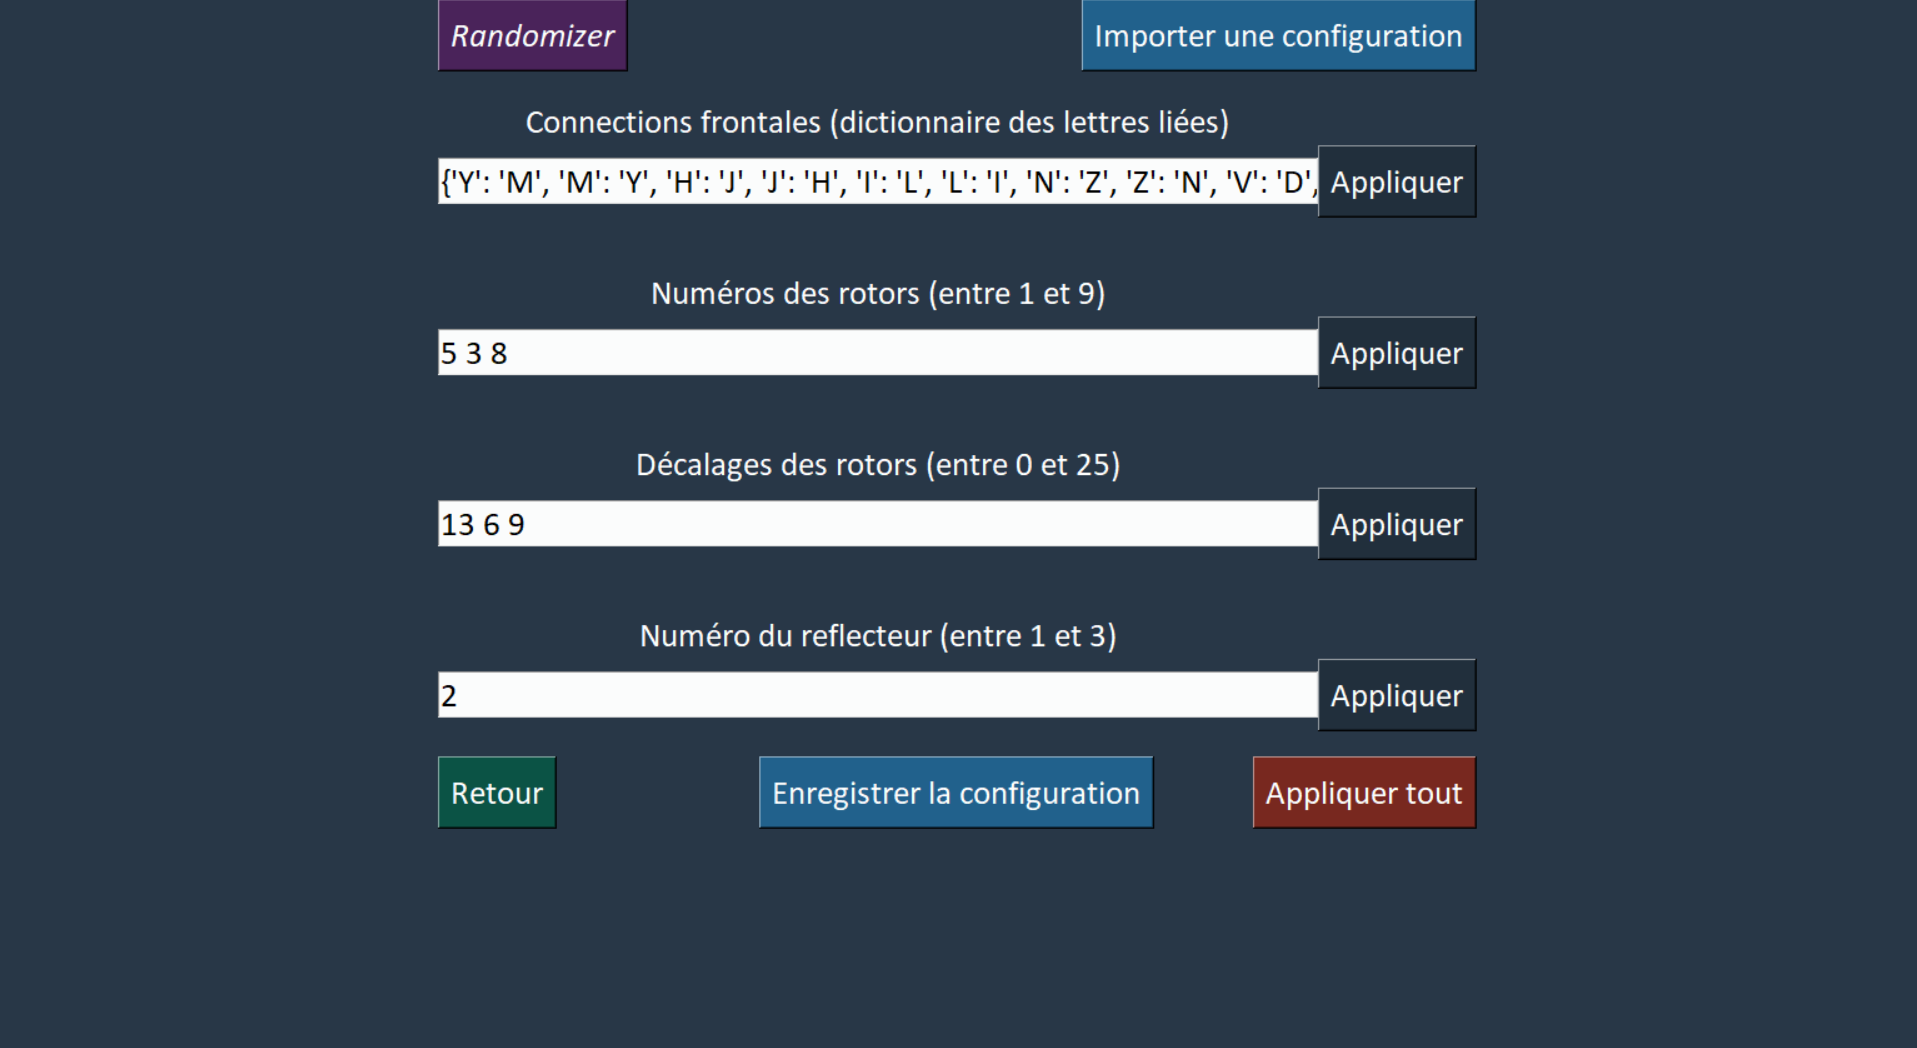 Randomizer
Importer une configuration
Connections frontales (dictionnaire des lettres liées)
{'Y': 'M', 'M': 'Y', 'H': 'J', 'J': 'H', 'I': 'L', 'L': 'I', 'N': 'Z', 'Z': 'N', 'V': 'D',
Appliquer
Numéros des rotors (entre 1 et 9)
5 3 8
Appliquer
Décalages des rotors (entre 0 et 25)
13 6 9
Appliquer
Numéro du reflecteur (entre 1 et 3)
2
Appliquer
Retour
Enregistrer la configuration
Appliquer tout